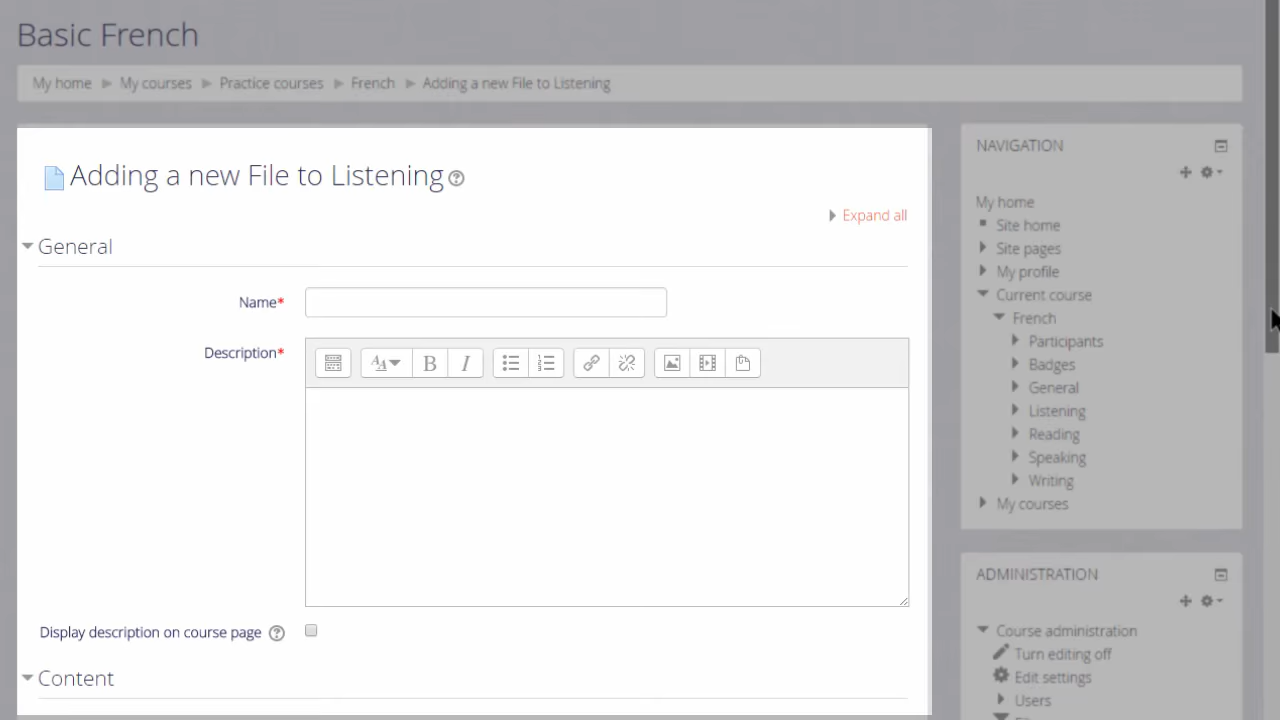 Basic French
My home ► My courses ► Practice courses ► French ► Adding a new File to Listening
Adding a new File to Listening
Expand all
General
Name*
Description*
Display description on course page
Content
NAVIGATION
My home
Site home
Site pages
My profile
Current course
French
Participants
Badges
General
Listening
Reading
Speaking
Writing
My courses
ADMINISTRATION
Course administration
Turn editing off
Edit settings
Users